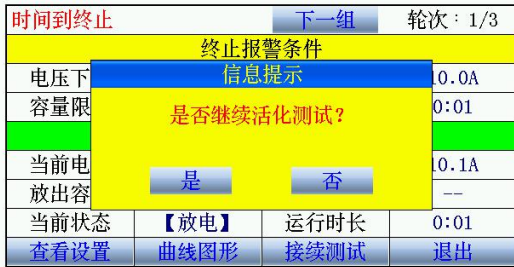 时间到终止 下一组 轮次：1/3
终止报警条件
电压下 信息提示 10.0A
容量限 是否继续活化测试？ 0:01
当前电 10.1A
放出容 是 否 --
当前状态 【放电】 运行时长 0:01
查看设置 曲线图形 接续测试 退出